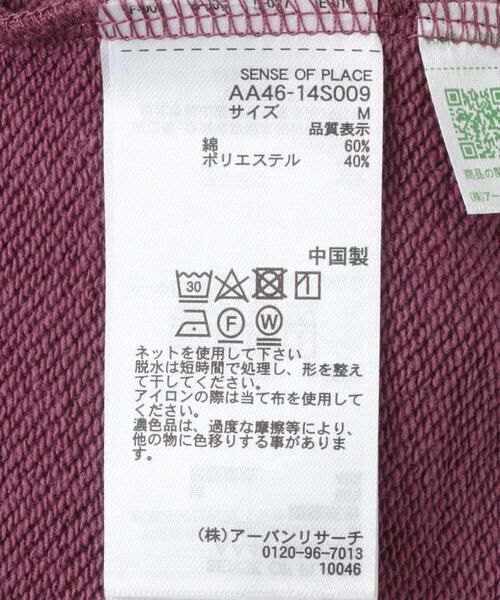 SENSE OF PLACE
AA46-14S009
サイズ M
品質表示
綿 60%
ポリエステル 40%
中国製
30
F W
ネットを使用して下さい
脱水は短時間で処理し、形を整え
て干してください。
アイロンの際は当て布を使用して
ください。
濃色品は、過度な摩擦等により、
他の物に色移りする事がありま
す。
(株)アーバンリサーチ
0120-96-7013
10046
商品の
(株)アー